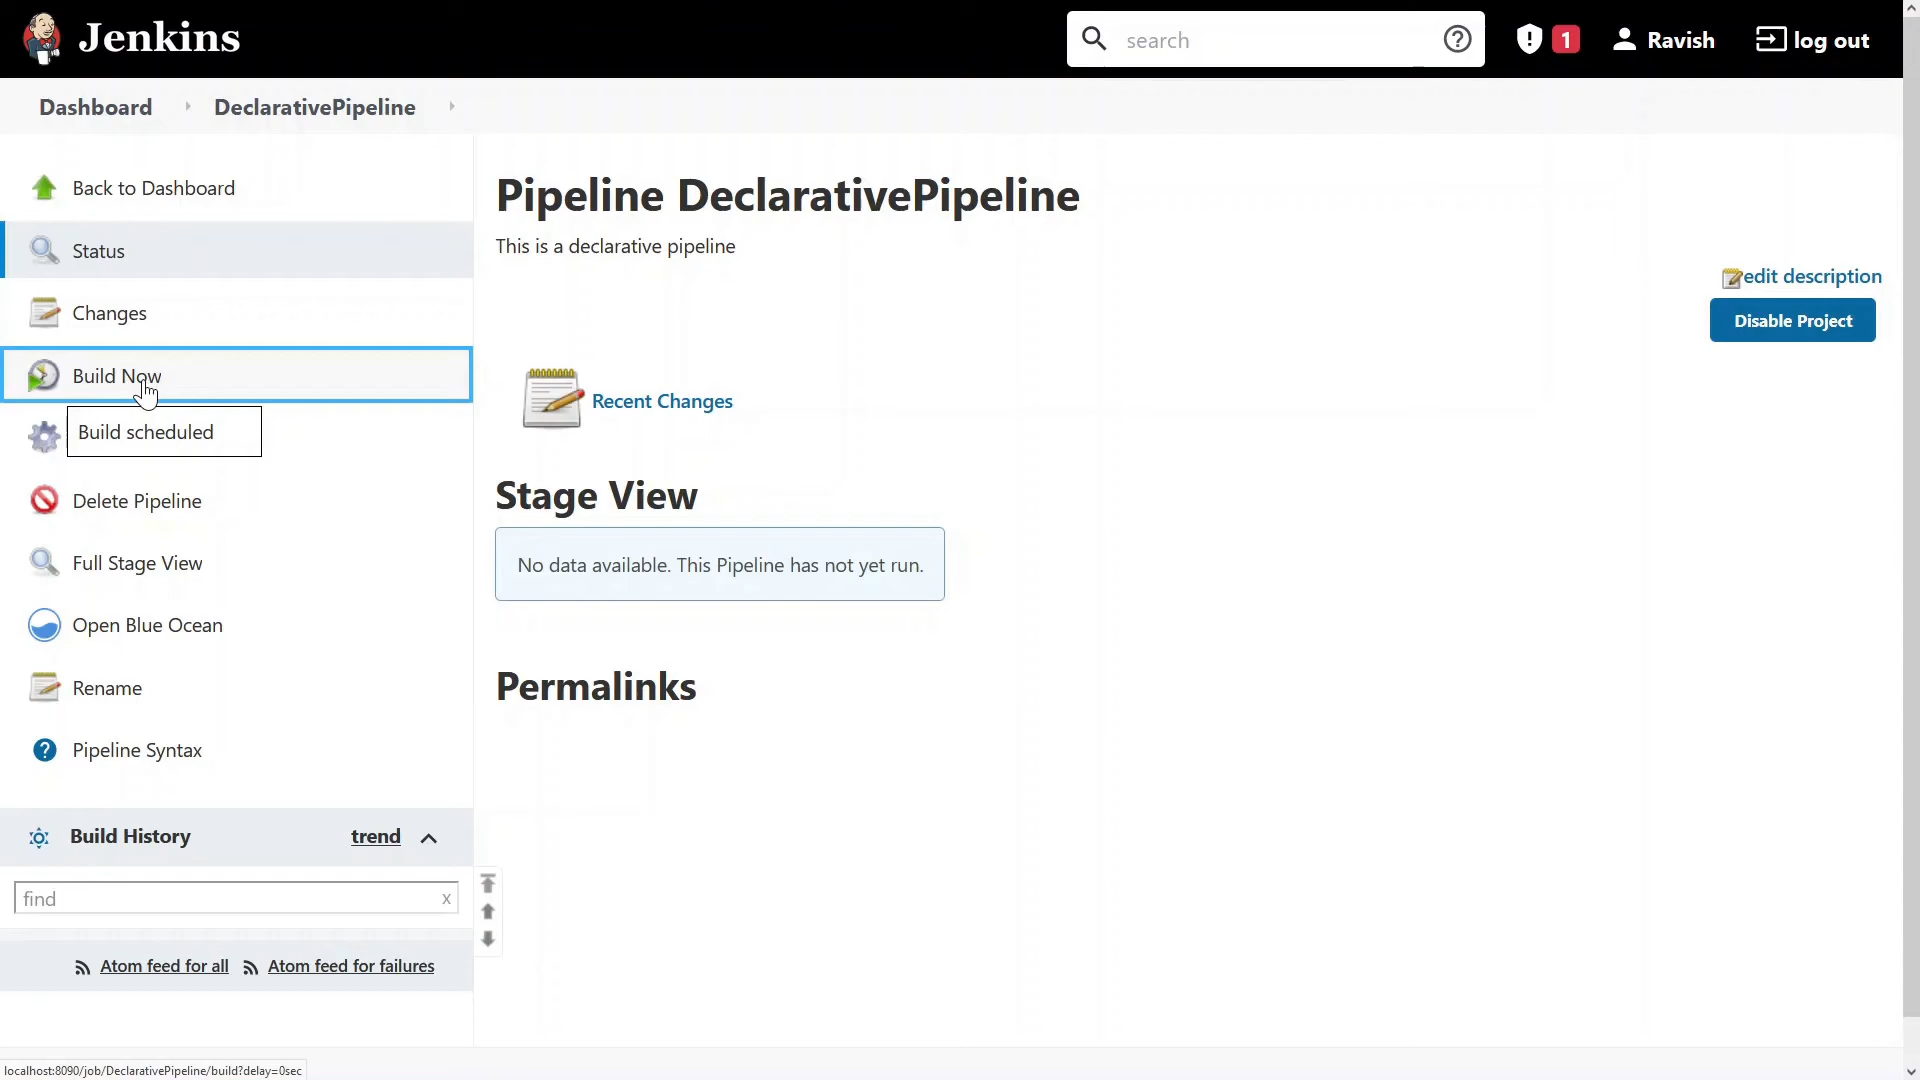 Jenkins
search
1
Ravish
log out
Dashboard
DeclarativePipeline
Back to Dashboard
Status
Changes
Build Now
Build scheduled
Delete Pipeline
Full Stage View
Open Blue Ocean
Rename
Pipeline Syntax
Build History
trend
find
x
Atom feed for all
Atom feed for failures
Pipeline DeclarativePipeline
This is a declarative pipeline
edit description
Disable Project
Recent Changes
Stage View
No data available. This Pipeline has not yet run.
Permalinks
localhost:8090/job/DeclarativePipeline/build?delay=0sec